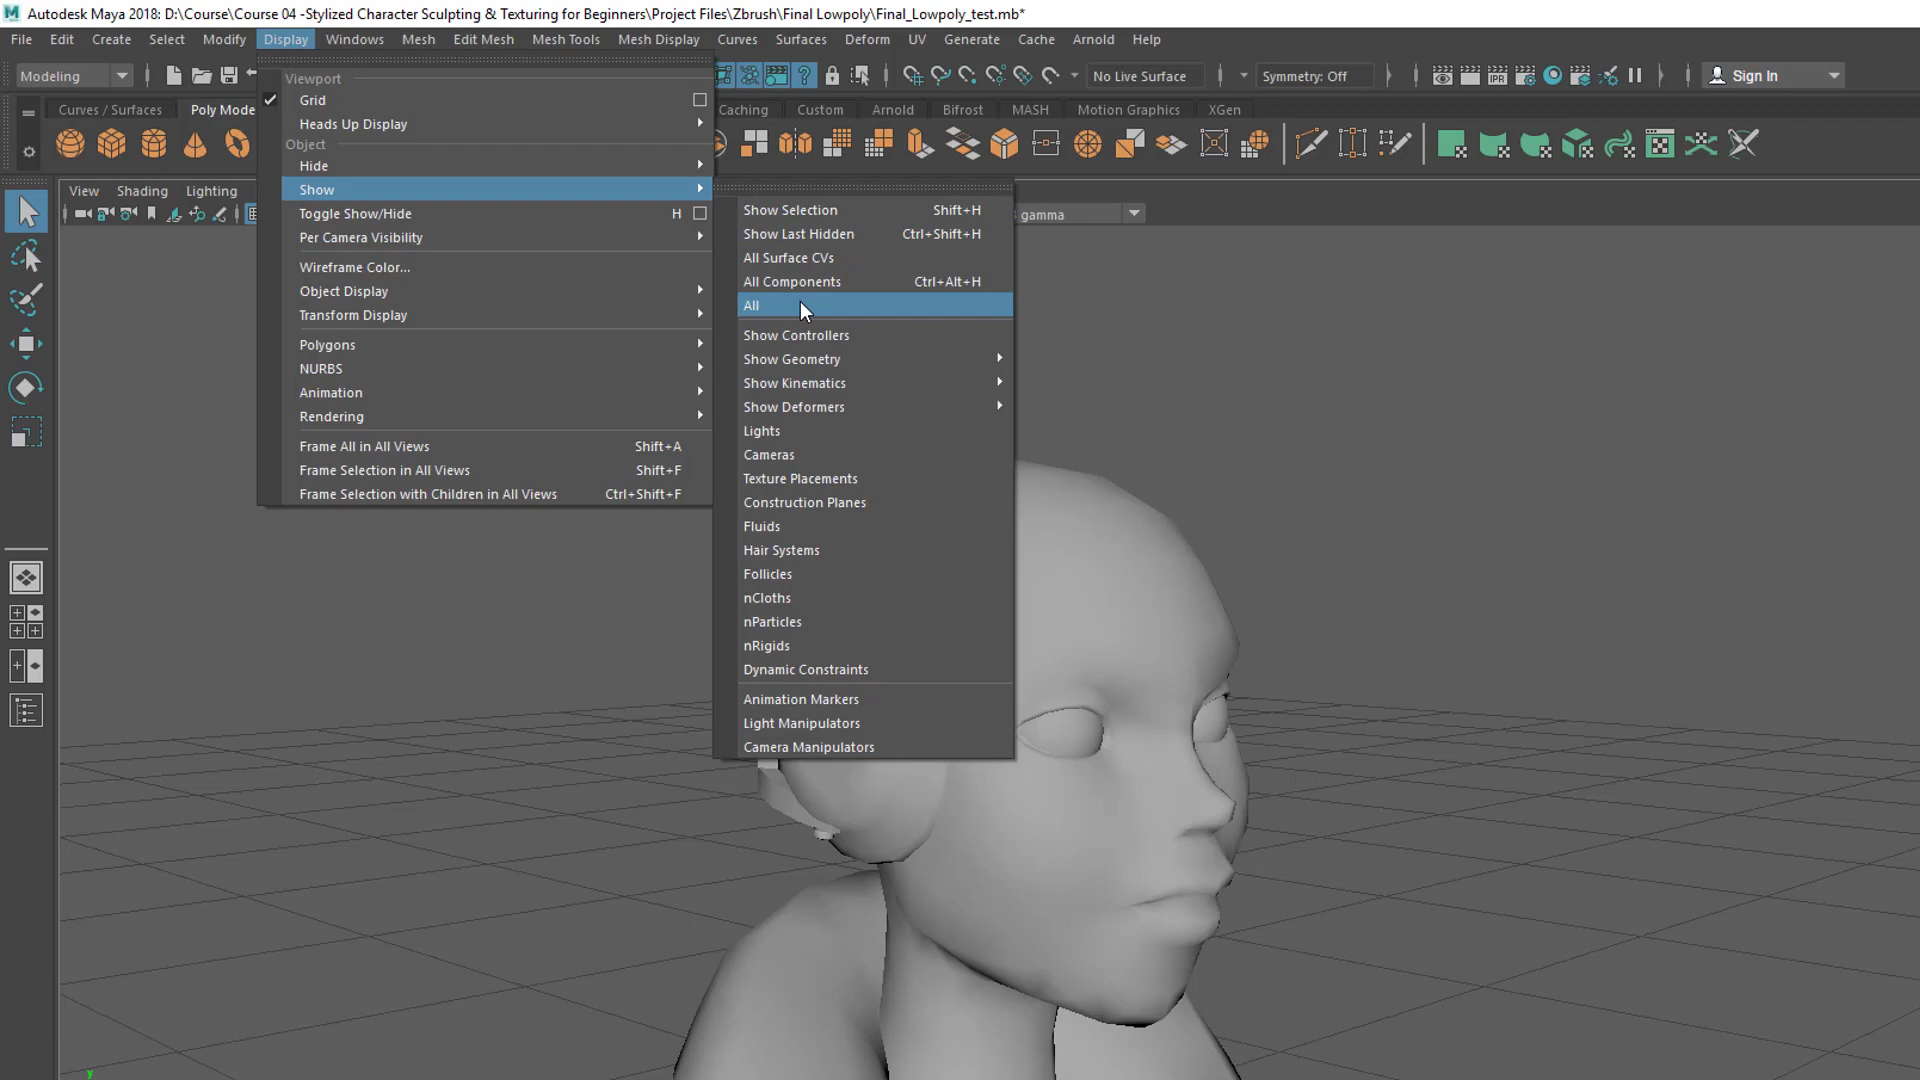 Autodesk Maya 2018: D:\Course\Course 04 -Stylized Character Sculpting & Texturing for Beginners\Project Files\Zbrush\Final Lowpoly\Final_Lowpoly_test.mb*
File Edit Create Select Modify Display Windows Mesh Edit Mesh Mesh Tools Mesh Display Curves Surfaces Deform UV Generate Cache Arnold Help
Modeling No Live Surface Symmetry: Off IPR Sign In
Curves / Surfaces Poly Mode Caching Custom Arnold Bifrost MASH Motion Graphics XGen
View Shading Lighting gamma
Viewport
Grid
Heads Up Display
Object
Hide
Show
Toggle Show/Hide H
Per Camera Visibility
Wireframe Color...
Object Display
Transform Display
Polygons
NURBS
Animation
Rendering
Frame All in All Views Shift+A
Frame Selection in All Views Shift+F
Frame Selection with Children in All Views Ctrl+Shift+F
Show Selection Shift+H
Show Last Hidden Ctrl+Shift+H
All Surface CVs
All Components Ctrl+Alt+H
All
Show Controllers
Show Geometry
Show Kinematics
Show Deformers
Lights
Cameras
Texture Placements
Construction Planes
Fluids
Hair Systems
Follicles
nCloths
nParticles
nRigids
Dynamic Constraints
Animation Markers
Light Manipulators
Camera Manipulators
y